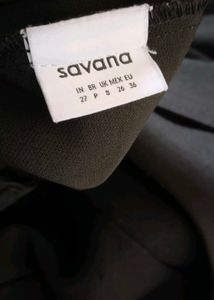 savana
IN BR UK MEX EU
27 P 8 26 36